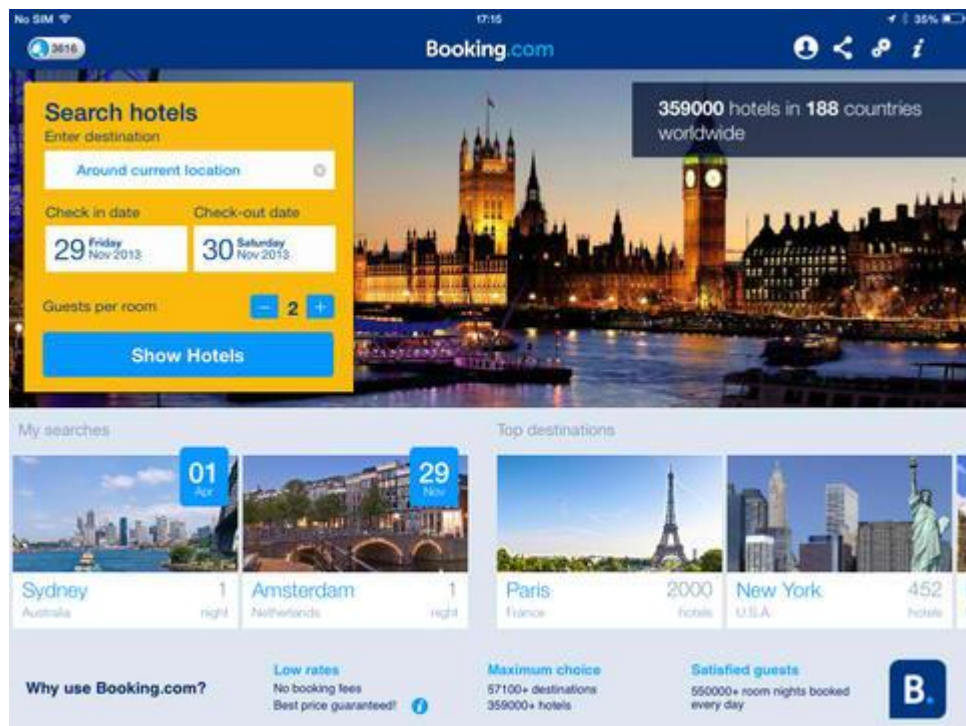 No SIM
17:15
35%
3616
Booking.com
i
Search hotels
Enter destination
Around current location
Check in date Check-out date
29 Friday Nov 2013
30 Saturday Nov 2013
Guests per room - 2 +
Show Hotels
359000 hotels in 188 countries
worldwide
My searches
01
Apr
Sydney 1
Australia night
29
Nov
Amsterdam 1
Netherlands night
Top destinations
Paris 2000
France hotels
New York 452
U.S.A. hotels
Why use Booking.com?
Low rates
No booking fees
Best price guaranteed! i
Maximum choice
57100+ destinations
359000+ hotels
Satisfied guests
550000+ room nights booked
every day
B.